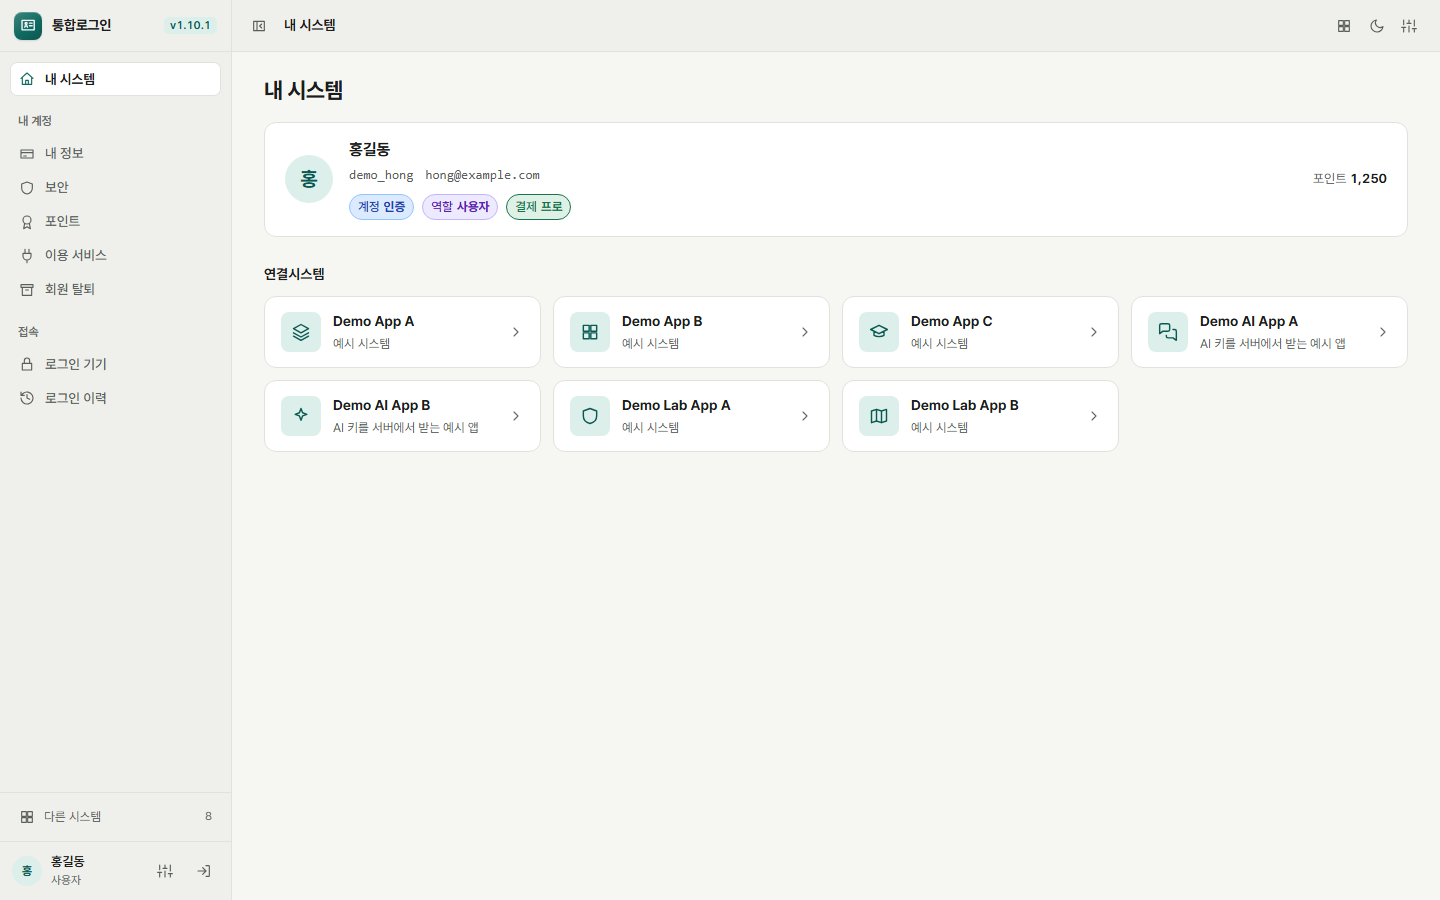 통합로그인
v1.10.1
내 시스템
내 계정
내 정보
보안
포인트
이용 서비스
회원 탈퇴
접속
로그인 기기
로그인 이력
다른 시스템
8
홍
홍길동
사용자
내 시스템
내 시스템
홍
홍길동
demo_hong hong@example.com
계정 인증 역할 사용자 결제 프로
포인트 1,250
연결시스템
Demo App A
예시 시스템
Demo App B
예시 시스템
Demo App C
예시 시스템
Demo AI App A
AI 키를 서버에서 받는 예시 앱
Demo AI App B
AI 키를 서버에서 받는 예시 앱
Demo Lab App A
예시 시스템
Demo Lab App B
예시 시스템